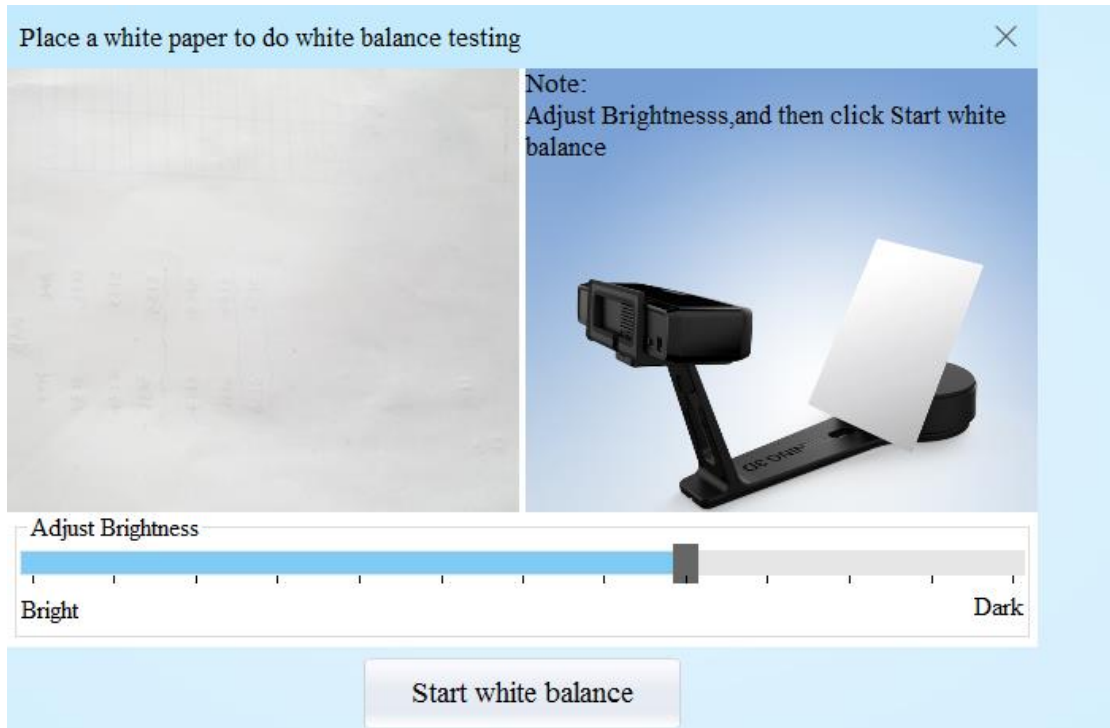 Place a white paper to do white balance testing
Note:
Adjust Brightnesss,and then click Start white
balance
Adjust Brightness
Bright
Dark
Start white balance